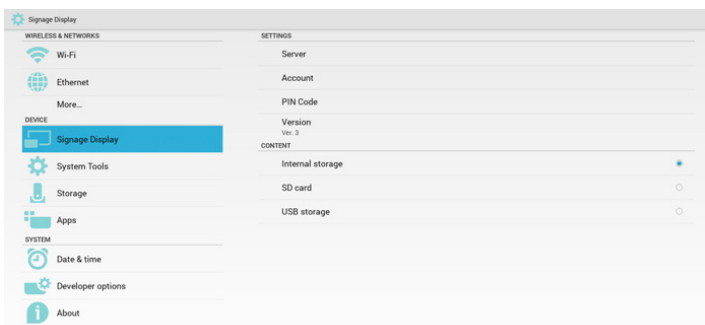 Signage Display
WIRELESS & NETWORKS
Wi-Fi
Ethernet
More...
DEVICE
Signage Display
System Tools
Storage
Apps
SYSTEM
Date & time
Developer options
About
SETTINGS
Server
Account
PIN Code
Version
Ver. 3
CONTENT
Internal storage
SD card
USB storage